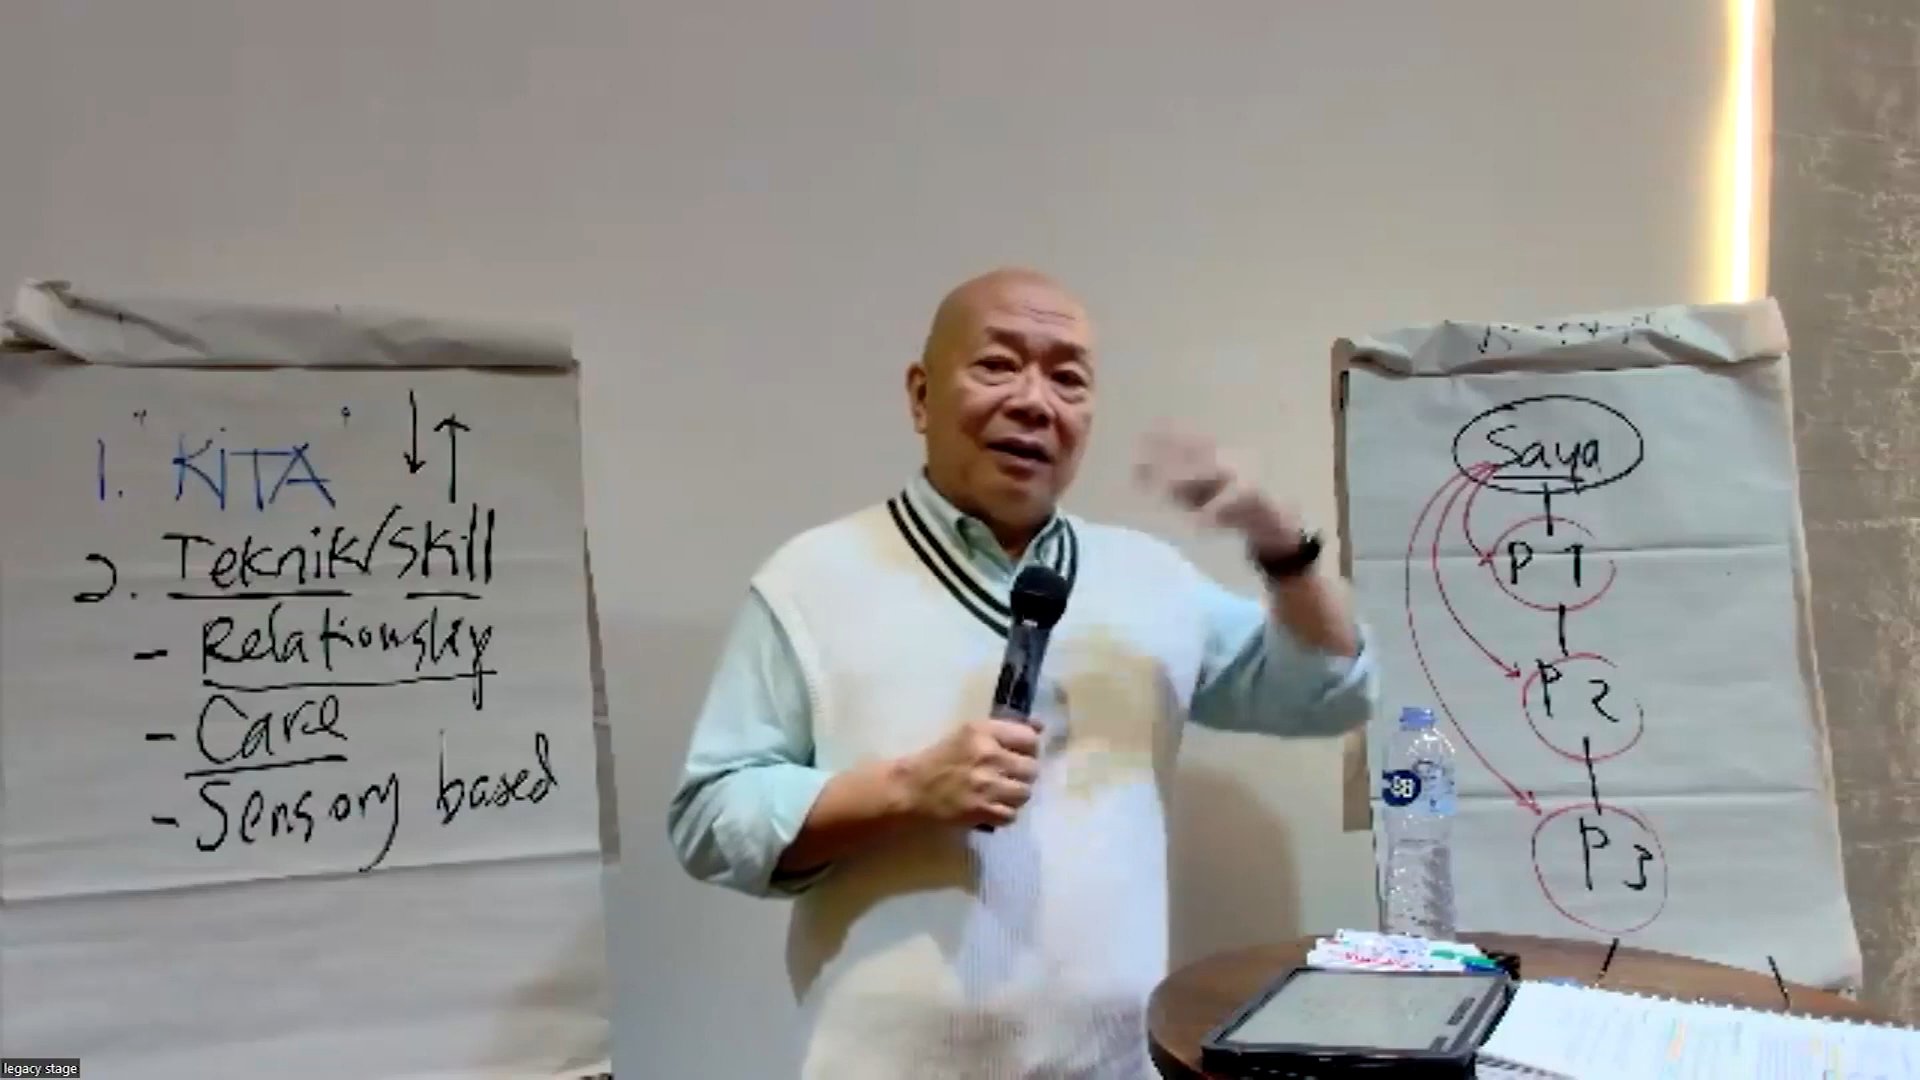 1. "KiTA"
2. Teknik/Skill
- Relationship
- Care
- Sensory based
Saya
P 1
P 2
P 3
legacy stage